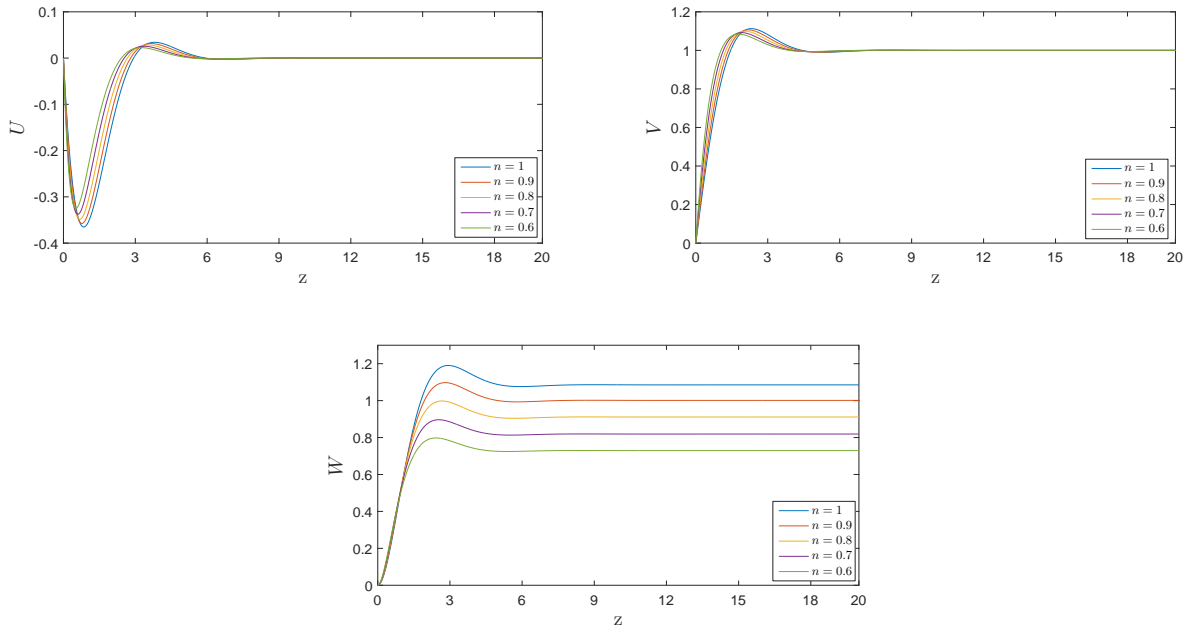 0.1
0
-0.1
-0.2
-0.3
-0.4
U
0 3 6 9 12 15 18 20
z
n = 1
n = 0.9
n = 0.8
n = 0.7
n = 0.6
1.2
1
0.8
0.6
0.4
0.2
0
V
0 3 6 9 12 15 18 20
z
n = 1
n = 0.9
n = 0.8
n = 0.7
n = 0.6
1.2
1
0.8
0.6
0.4
0.2
0
W
0 3 6 9 12 15 18 20
z
n = 1
n = 0.9
n = 0.8
n = 0.7
n = 0.6